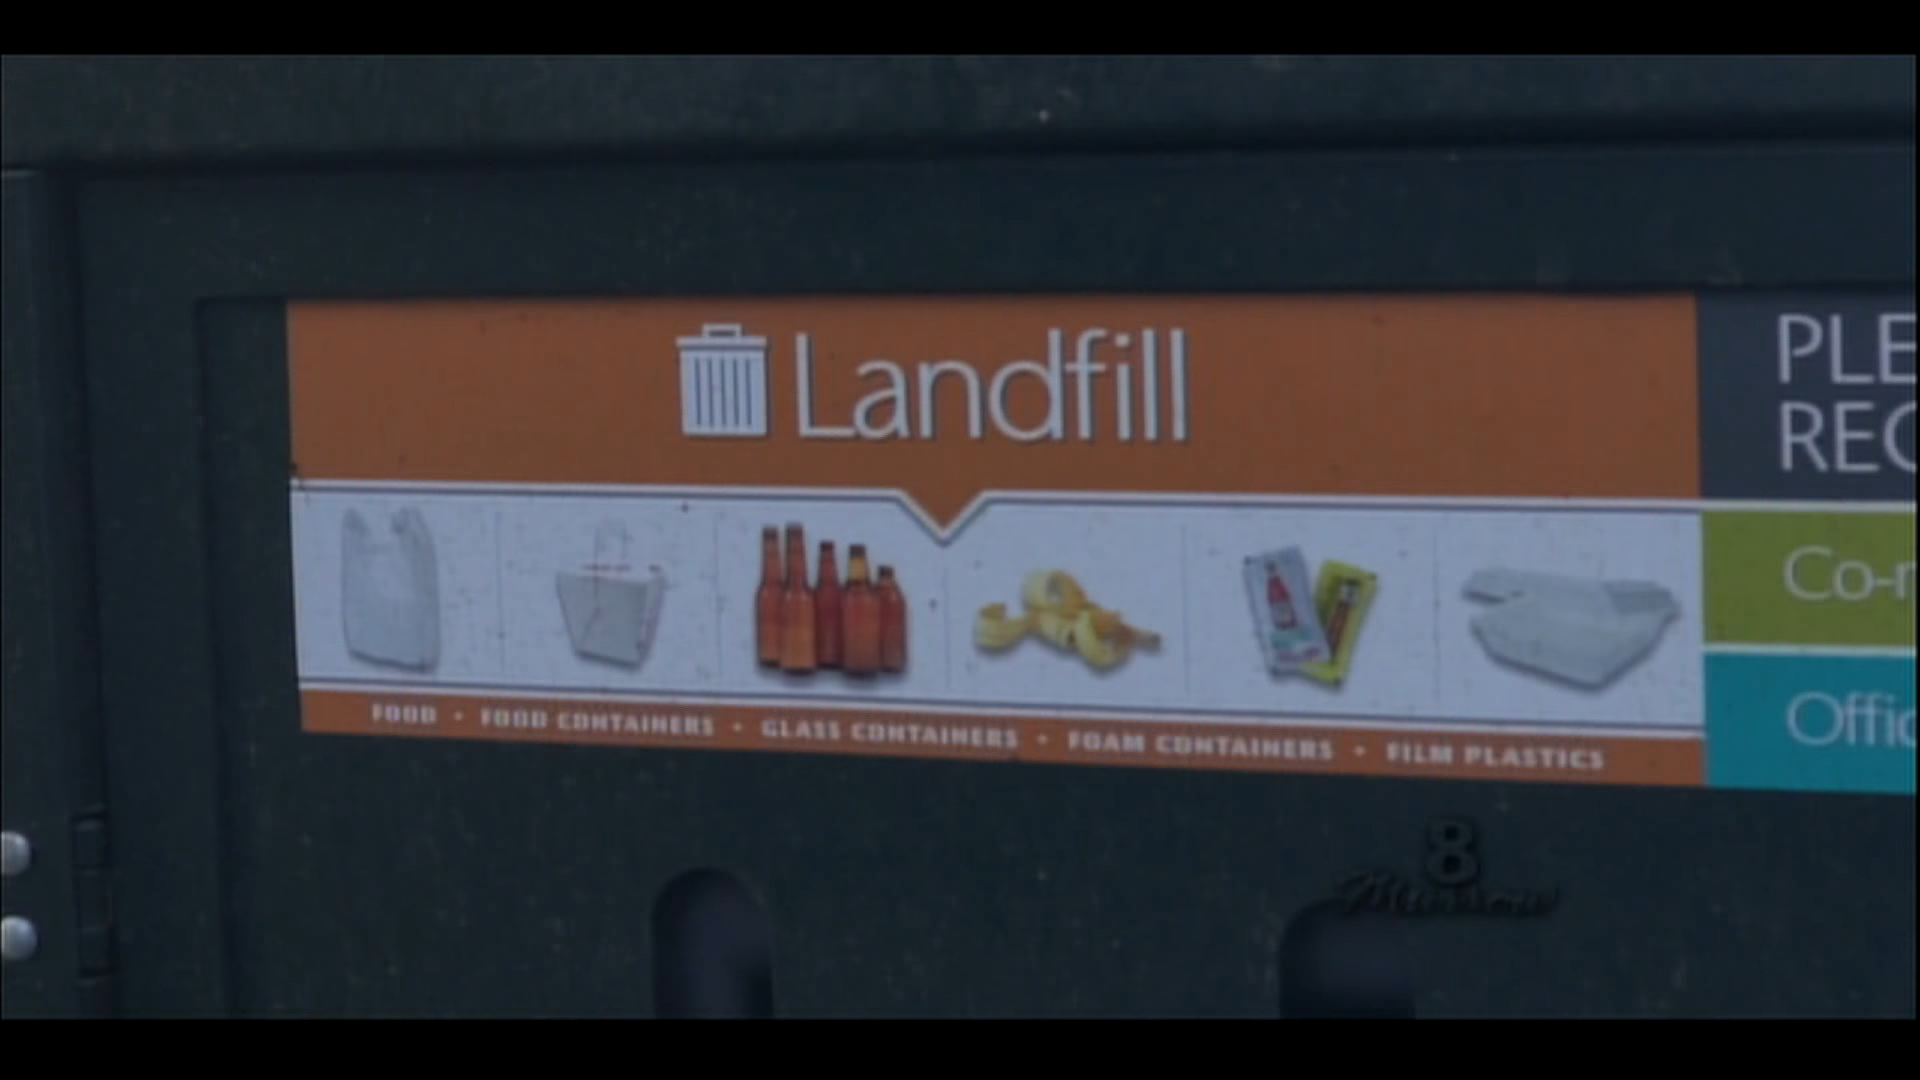 Landfill
FOOD • FOOD CONTAINERS • GLASS CONTAINERS • FOAM CONTAINERS • FILM PLASTICS
PLE
REC
Co-
Offic
8